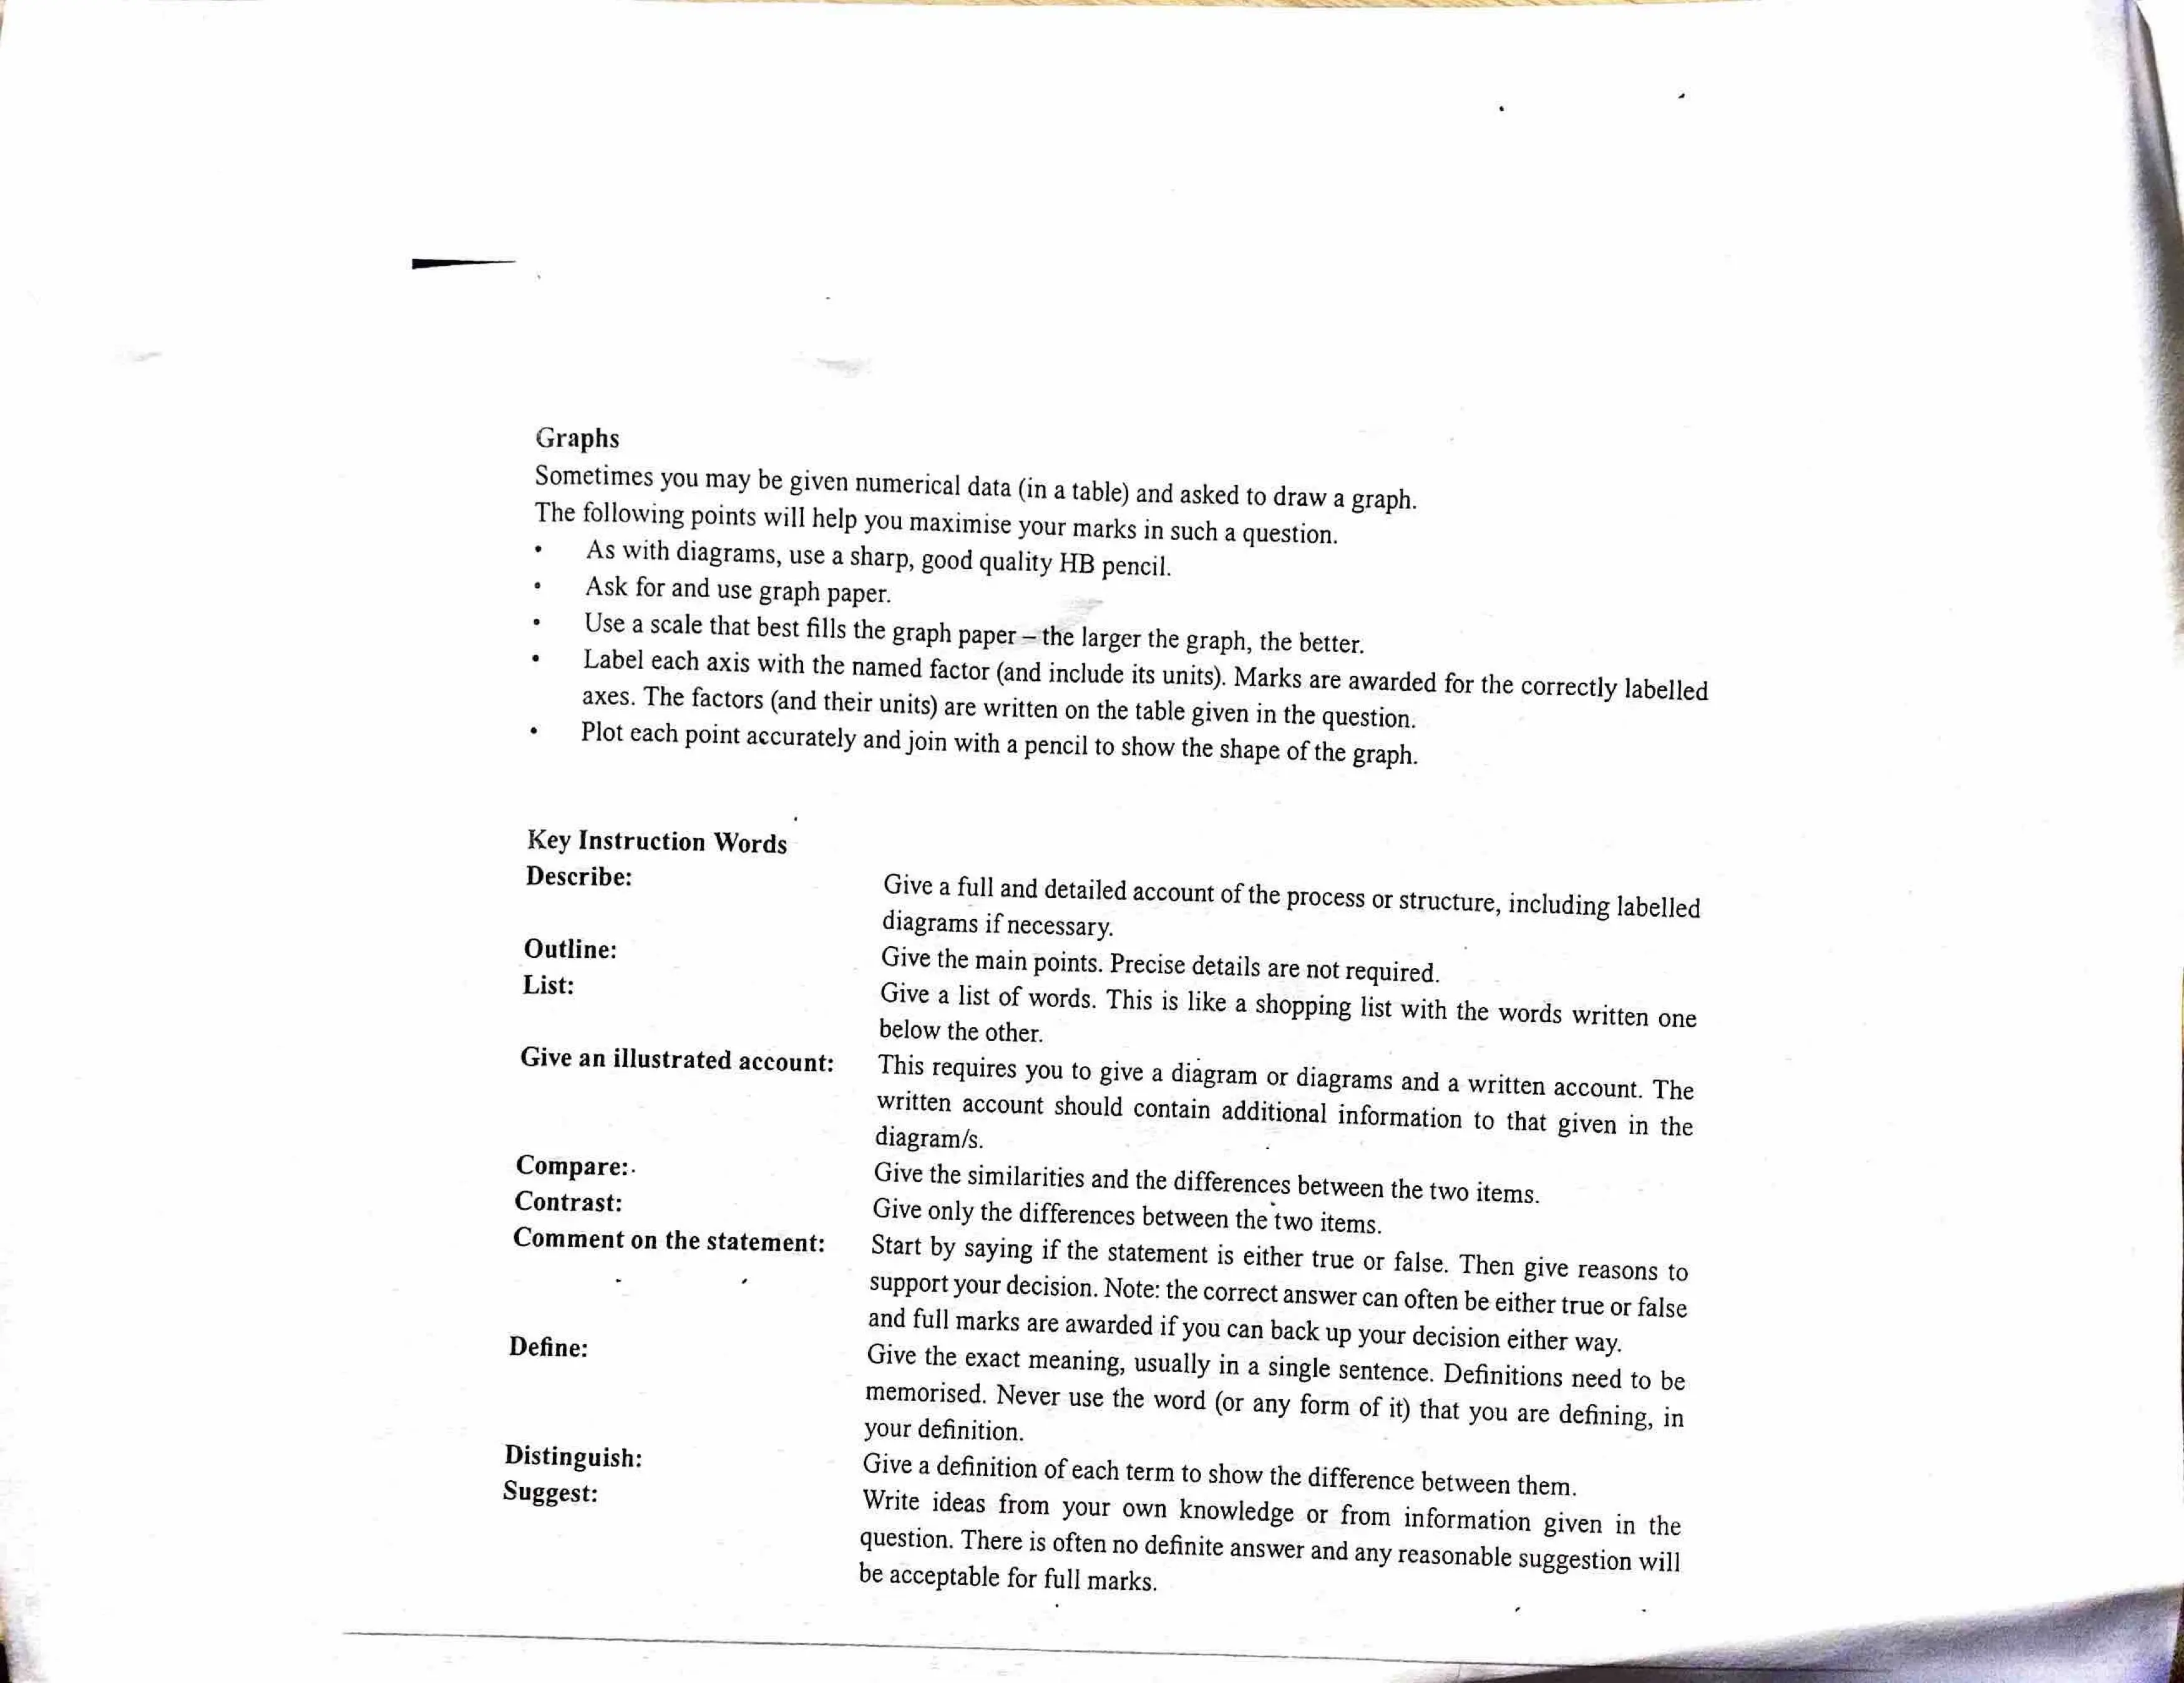 Graphs
Sometimes you may be given numerical data (in a table) and asked to draw a graph.
The following points will help you maximise your marks in such a question.
• As with diagrams, use a sharp, good quality HB pencil.
• Ask for and use graph paper.
• Use a scale that best fills the graph paper – the larger the graph, the better.
• Label each axis with the named factor (and include its units). Marks are awarded for the correctly labelled
axes. The factors (and their units) are written on the table given in the question.
• Plot each point accurately and join with a pencil to show the shape of the graph.
Key Instruction Words
Describe: Give a full and detailed account of the process or structure, including labelled
diagrams if necessary.
Outline: Give the main points. Precise details are not required.
List: Give a list of words. This is like a shopping list with the words written one
below the other.
Give an illustrated account: This requires you to give a diagram or diagrams and a written account. The
written account should contain additional information to that given in the
diagram/s.
Compare: Give the similarities and the differences between the two items.
Contrast: Give only the differences between the two items.
Comment on the statement: Start by saying if the statement is either true or false. Then give reasons to
support your decision. Note: the correct answer can often be either true or false
and full marks are awarded if you can back up your decision either way.
Define: Give the exact meaning, usually in a single sentence. Definitions need to be
memorised. Never use the word (or any form of it) that you are defining, in
your definition.
Distinguish: Give a definition of each term to show the difference between them.
Suggest: Write ideas from your own knowledge or from information given in the
question. There is often no definite answer and any reasonable suggestion will
be acceptable for full marks.